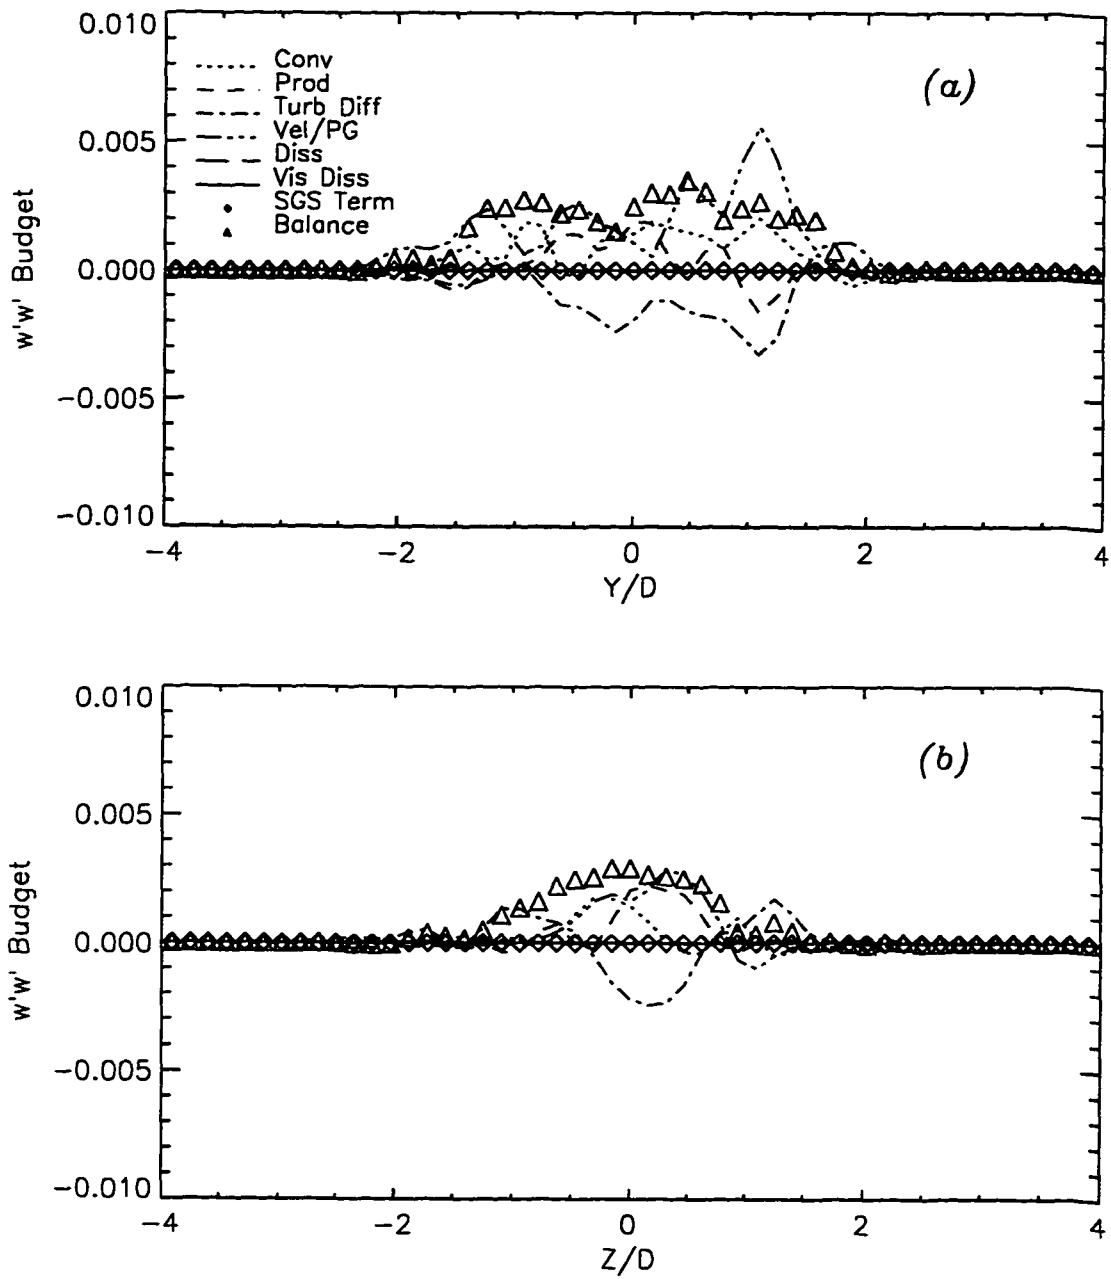 0.010
(a)
Conv
Prod
Turb Diff
Vel/PG
Diss
Vis Diss
SGS Term
Balance
0.005
0.000
-0.005
-0.010
w'w' Budget
-4
-2
0
2
4
Y/D
0.010
(b)
0.005
0.000
-0.005
-0.010
w'w' Budget
-4
-2
0
2
4
Z/D